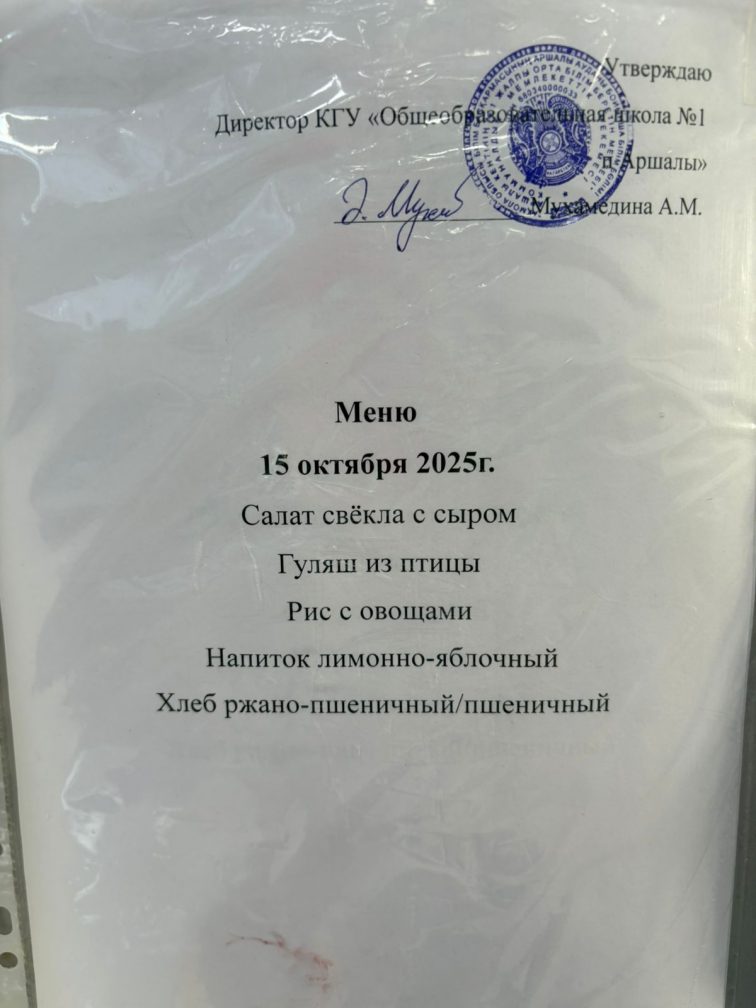 Утверждаю
Директор КГУ «Общеобразовательная школа №1
п.Аршалы»
Мухамедина А.М.
Меню
15 октября 2025г.
Салат свёкла с сыром
Гуляш из птицы
Рис с овощами
Напиток лимонно-яблочный
Хлеб ржано-пшеничный/пшеничный